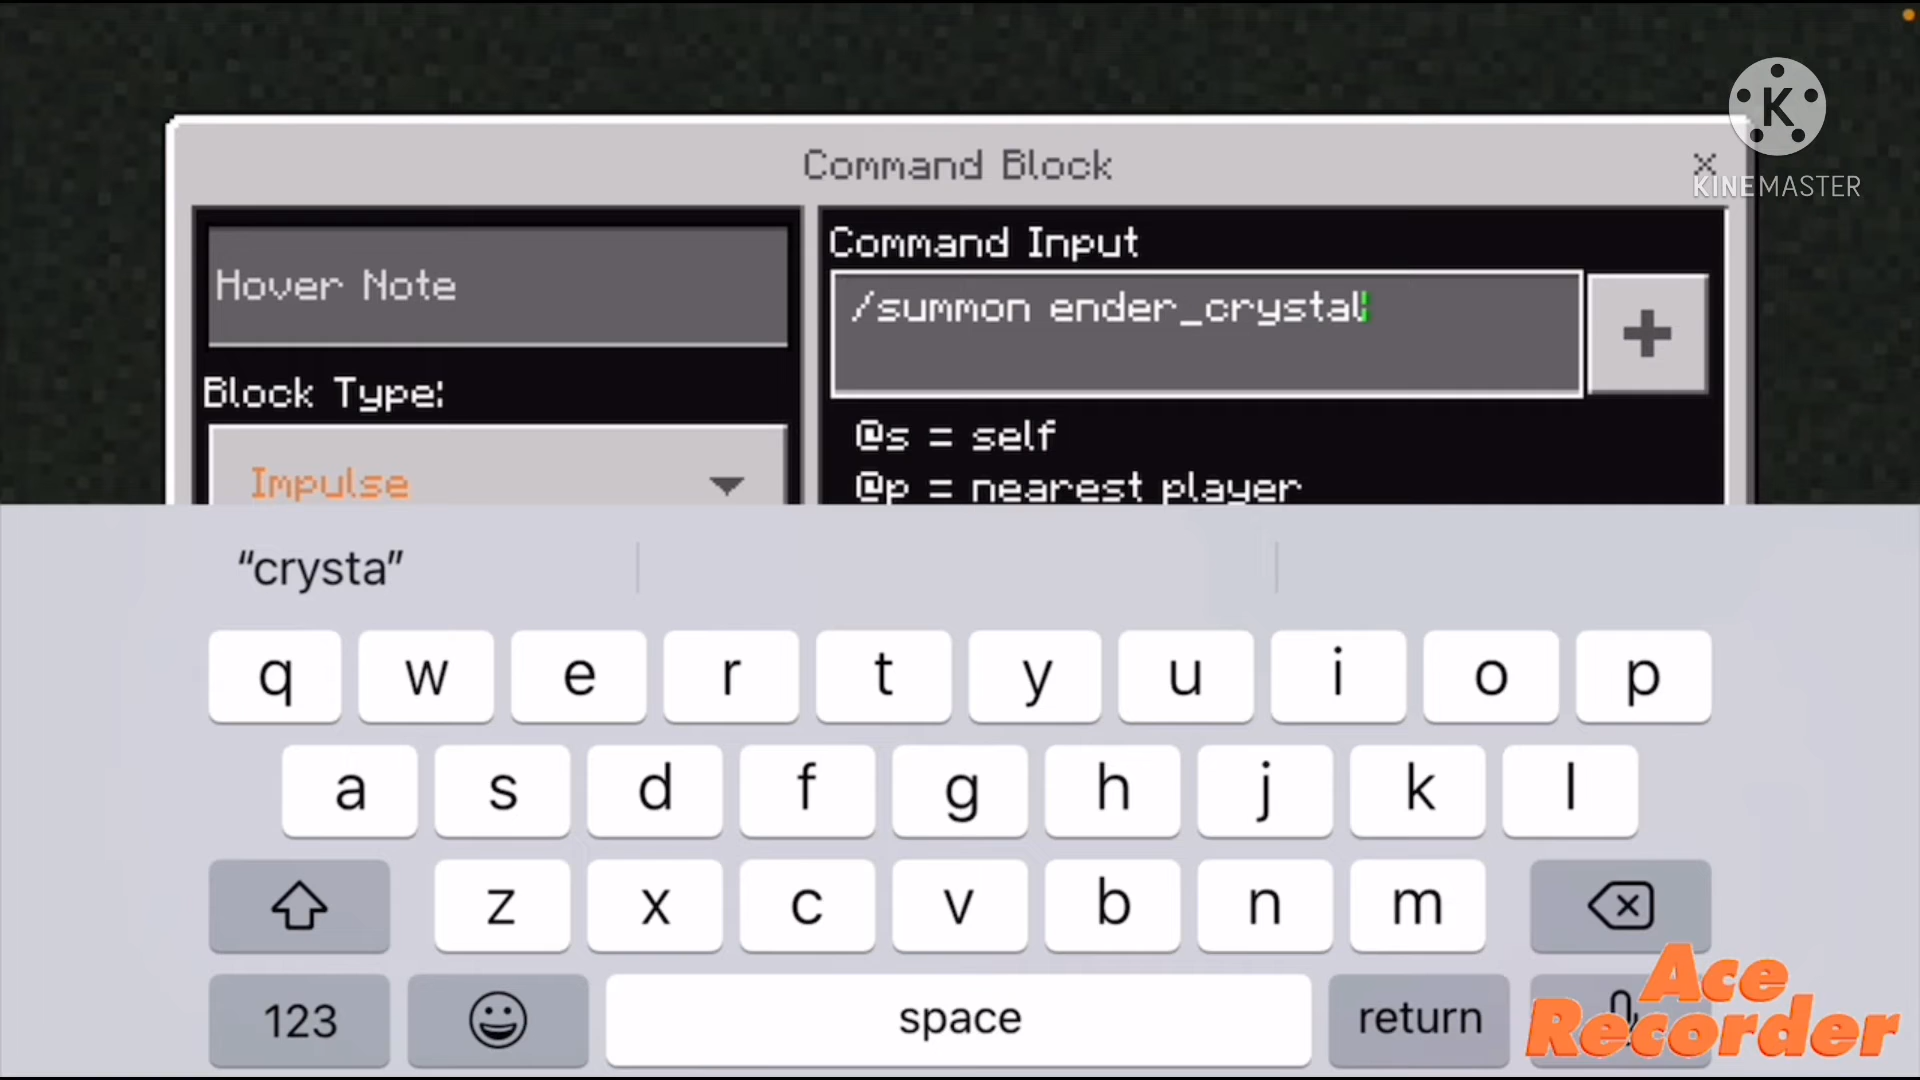 Command Block
KINEMASTER
Hover Note
Block Type:
Impulse
Command Input
/summon ender_crystal
@s = self
@p = nearest player
“crysta”
q w e r t y u i o p
a s d f g h j k l
z x c v b n m
123 space return
Ace
Recorder